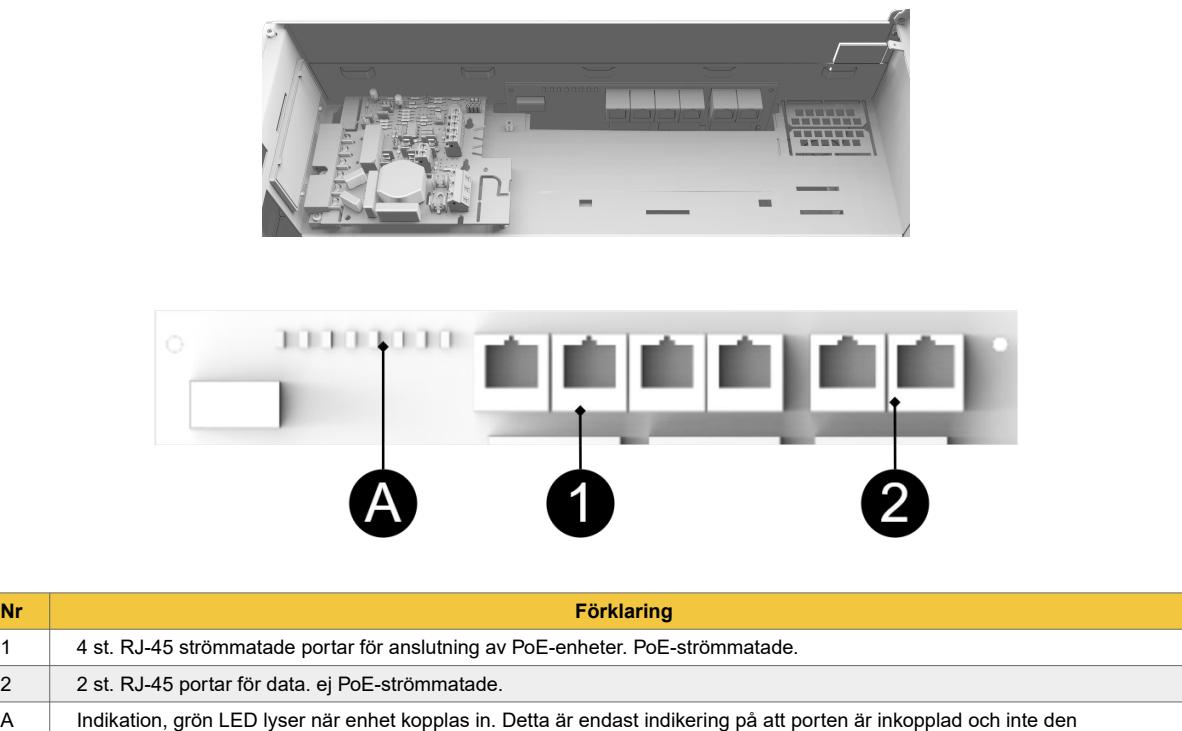 A
1
2
Nr Förklaring
1 4 st. RJ-45 strömmatade portar för anslutning av PoE-enheter. PoE-strömmatade.
2 2 st. RJ-45 portar för data. ej PoE-strömmatade.
A Indikation, grön LED lyser när enhet kopplas in. Detta är endast indikering på att porten är inkopplad och inte den